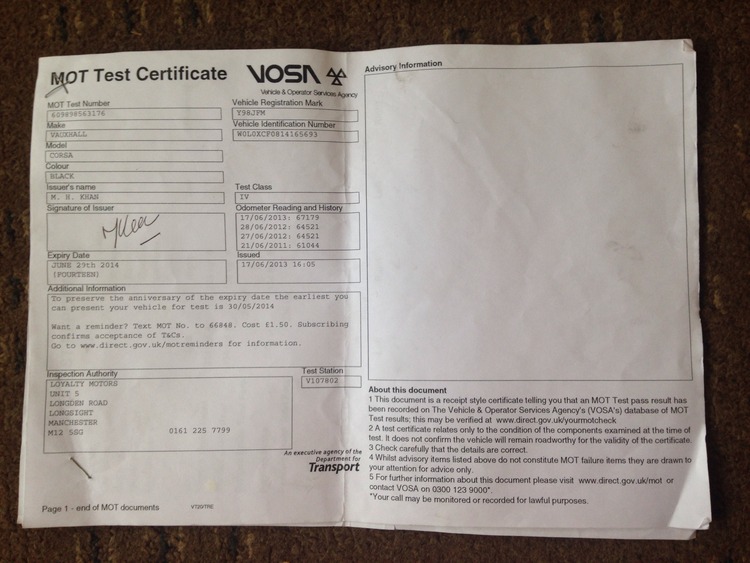 MOT Test Certificate
VOSA
Vehicle & Operator Services Agency
MOT Test Number
609898563176
Vehicle Registration Mark
Y98JFM
Make
VAUXHALL
Vehicle Identification Number
W0L0XCF0814165693
Model
CORSA
Colour
BLACK
Issuer's name
M. H. KHAN
Test Class
IV
Signature of Issuer
Odometer Reading and History
17/06/2013: 67179
28/06/2012: 64521
27/06/2012: 64521
21/06/2011: 61044
Expiry Date
JUNE 29th 2014
(FOURTEEN)
Issued
17/06/2013 16:05
Additional Information
To preserve the anniversary of the expiry date the earliest you
can present your vehicle for test is 30/05/2014
Want a reminder? Text MOT No. to 66848. Cost £1.50. Subscribing
confirms acceptance of T&Cs.
Go to www.direct.gov.uk/motreminders for information.
Inspection Authority
LOYALTY MOTORS
UNIT 5
LONGDEN ROAD
LONGSIGHT
MANCHESTER
M12 5SG 0161 225 7799
Test Station
V107802
An executive agency of the
Department for
Transport
Page 1 - end of MOT documents
VT20/TRE
Advisory Information
About this document
1 This document is a receipt style certificate telling you that an MOT Test pass result has
been recorded on The Vehicle & Operator Services Agency's (VOSA's) database of MOT
Test results; this may be verified at www.direct.gov.uk/yourmotcheck
2 A test certificate relates only to the condition of the components examined at the time of
test. It does not confirm the vehicle will remain roadworthy for the validity of the certificate.
3 Check carefully that the details are correct.
4 Whilst advisory items listed above do not constitute MOT failure items they are drawn to
your attention for advice only.
5 For further information about this document please visit www.direct.gov.uk/mot or
contact VOSA on 0300 123 9000*.
*Your call may be monitored or recorded for lawful purposes.